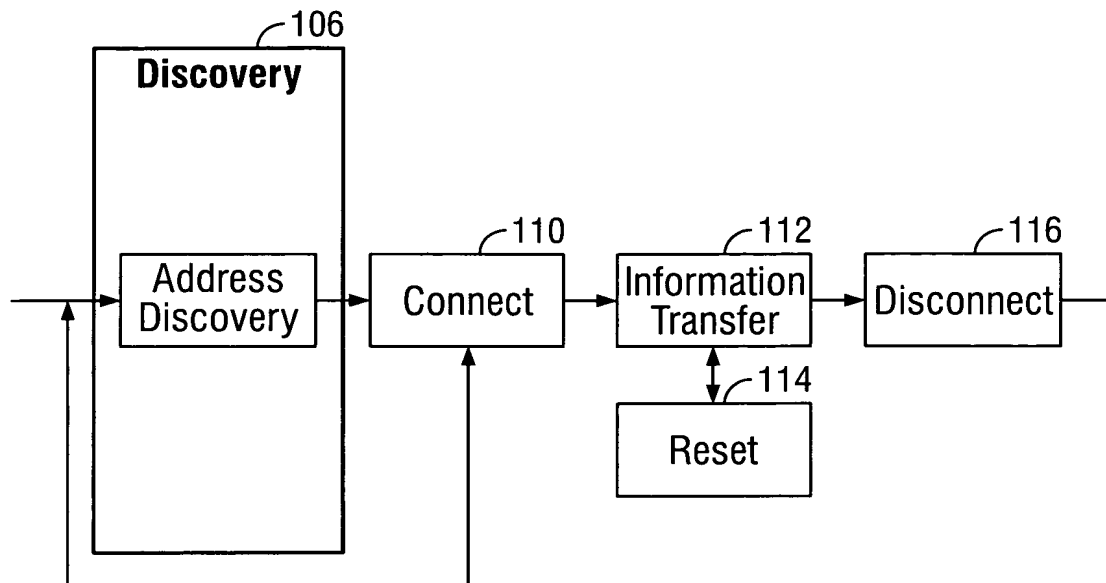 106
Discovery
110
112
116
Address
Discovery
Connect
Information
Transfer
Disconnect
114
Reset